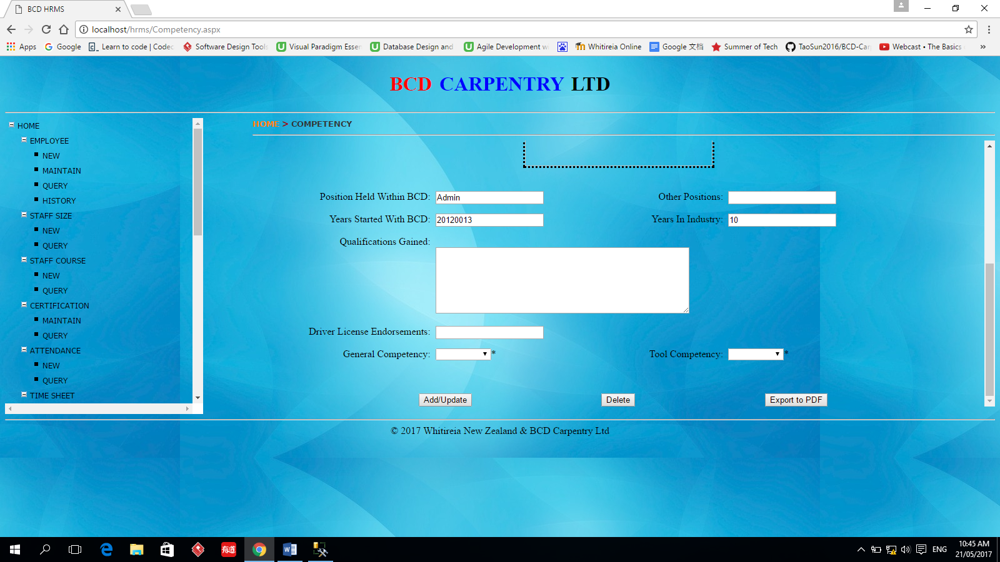 BCD HRMS
localhost/hrms/Competency.aspx
Apps Google Learn to code | Codec Software Design Tools Visual Paradigm Essen Database Design and Agile Development w Whitireia Online Google 文档 Summer of Tech TaoSun2016/BCD-Car Webcast • The Basics »
BCD CARPENTRY LTD
HOME > COMPETENCY
HOME
EMPLOYEE
NEW
MAINTAIN
QUERY
HISTORY
STAFF SIZE
NEW
QUERY
STAFF COURSE
NEW
QUERY
CERTIFICATION
MAINTAIN
QUERY
ATTENDANCE
NEW
QUERY
TIME SHEET
Position Held Within BCD: Admin Other Positions:
Years Started With BCD: 20120013 Years In Industry: 10
Qualifications Gained:
Driver License Endorsements:
General Competency: * Tool Competency: *
Add/Update Delete Export to PDF
© 2017 Whitireia New Zealand & BCD Carpentry Ltd
有道
ENG
10:45 AM
21/05/2017